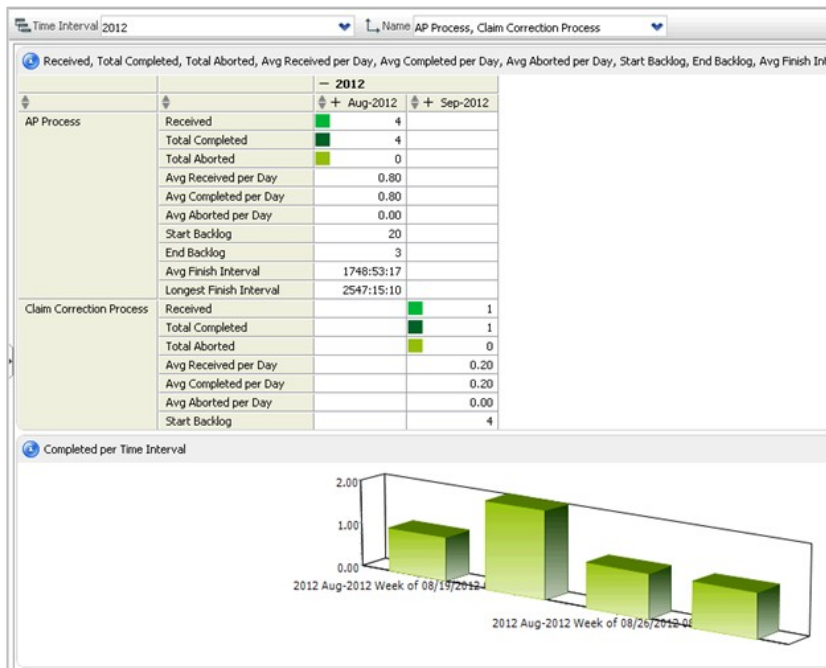 Time Interval 2012 Name AP Process, Claim Correction Process
Received, Total Completed, Total Aborted, Avg Received per Day, Avg Completed per Day, Avg Aborted per Day, Start Backlog, End Backlog, Avg Finish Int
− 2012
+ Aug-2012 + Sep-2012
AP Process Received 4
Total Completed 4
Total Aborted 0
Avg Received per Day 0.80
Avg Completed per Day 0.80
Avg Aborted per Day 0.00
Start Backlog 20
End Backlog 3
Avg Finish Interval 1748:53:17
Longest Finish Interval 2547:15:10
Claim Correction Process Received 1
Total Completed 1
Total Aborted 0
Avg Received per Day 0.20
Avg Completed per Day 0.20
Avg Aborted per Day 0.00
Start Backlog 4
Completed per Time Interval
2.00
1.00
0.00
2012 Aug-2012 Week of 08/19/2012
2012 Aug-2012 Week of 08/26/2012